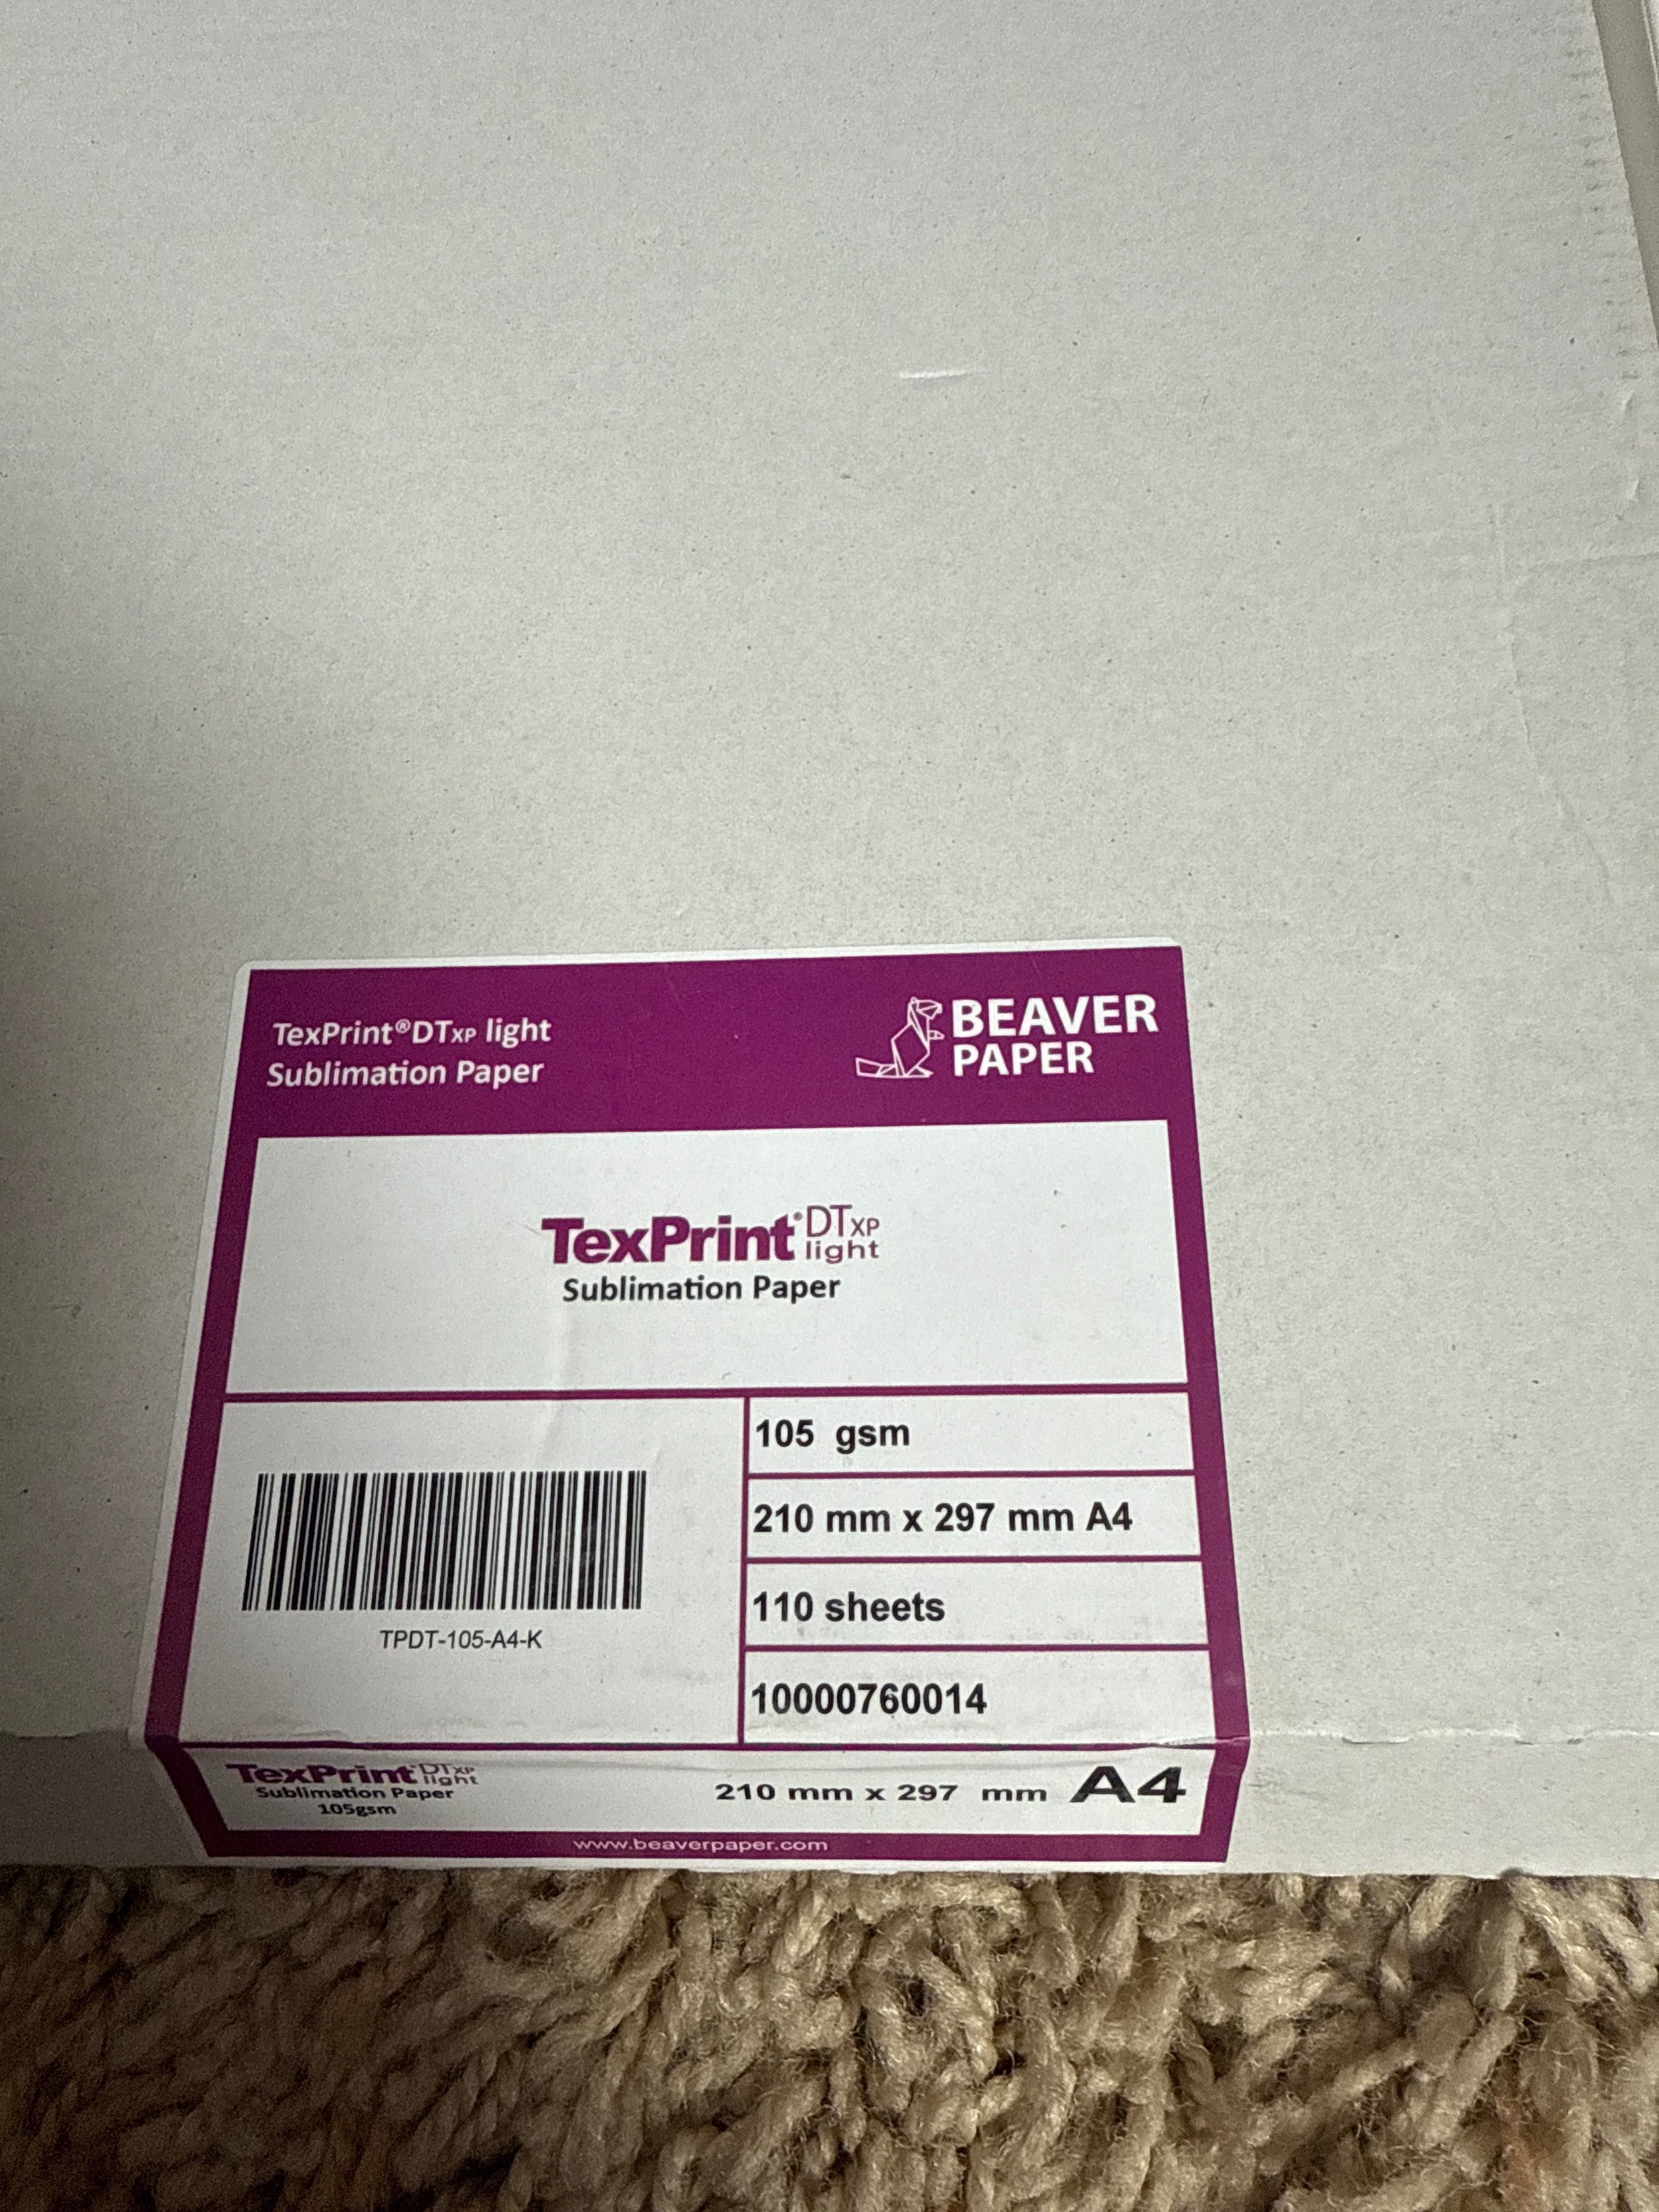 TexPrint®DTXP light
Sublimation Paper
BEAVER
PAPER
TexPrint® DTXP
light
Sublimation Paper
105 gsm
210 mm x 297 mm A4
110 sheets
10000760014
TPDT-105-A4-K
TexPrint® DTXP
light
Sublimation Paper
105gsm
210 mm x 297 mm A4
www.beaverpaper.com